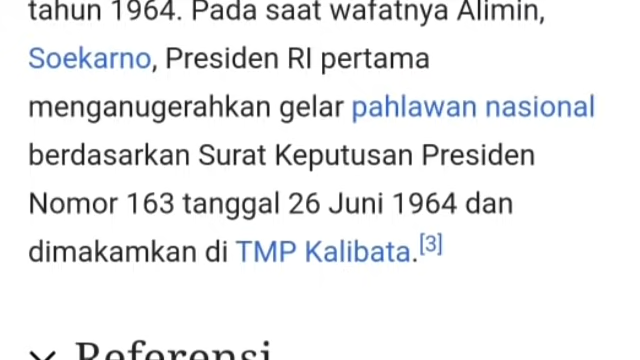 tahun 1964. Pada saat wafatnya Alimin,
Soekarno, Presiden RI pertama
menganugerahkan gelar pahlawan nasional
berdasarkan Surat Keputusan Presiden
Nomor 163 tanggal 26 Juni 1964 dan
dimakamkan di TMP Kalibata.[3]
Referensi